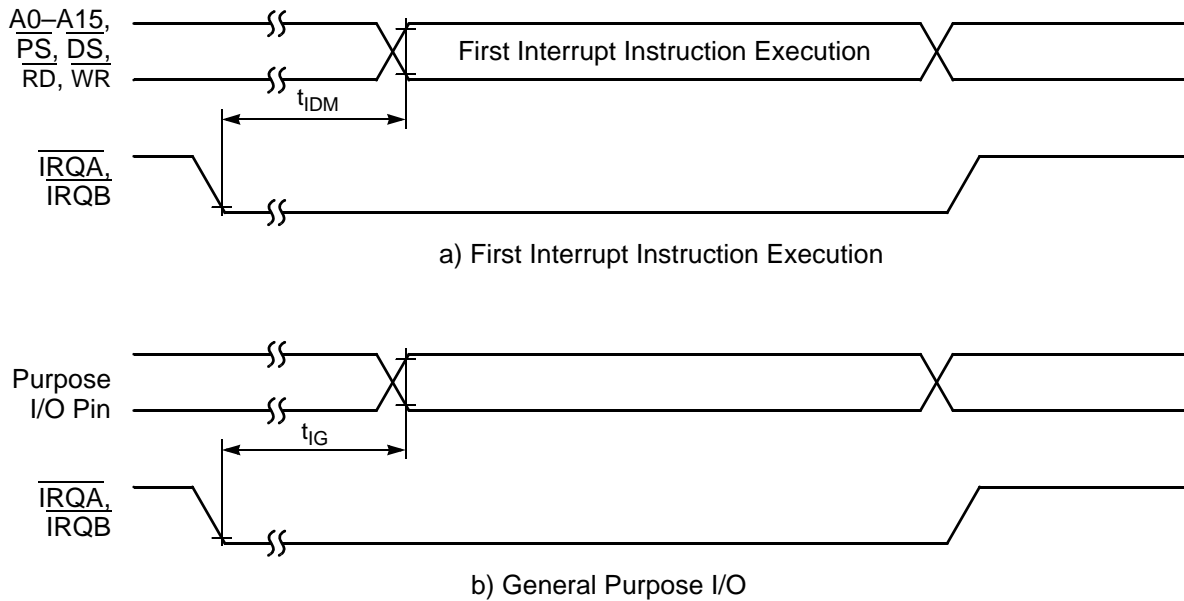 A0–A15,
PS, DS,
RD, WR
First Interrupt Instruction Execution
tIDM
IRQA,
IRQB
a) First Interrupt Instruction Execution
Purpose
I/O Pin
tIG
IRQA,
IRQB
b) General Purpose I/O